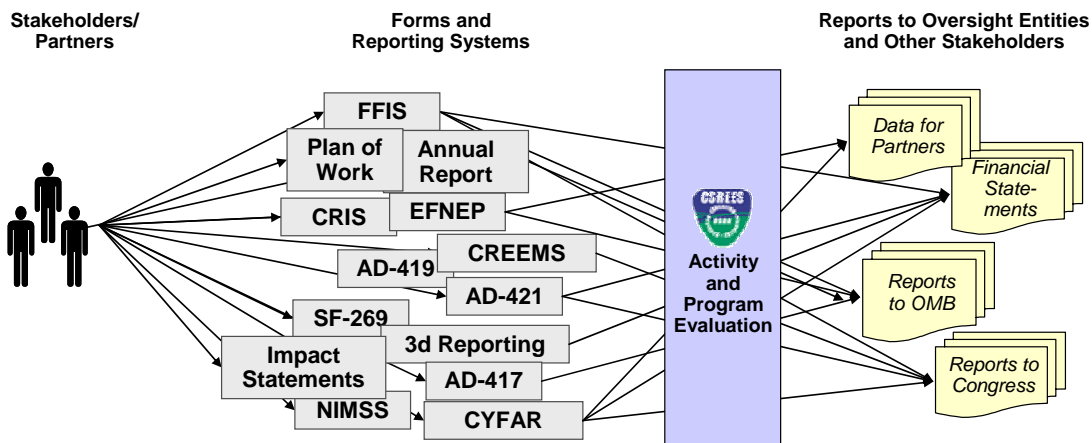 Stakeholders/
Partners
Forms and
Reporting Systems
Reports to Oversight Entities
and Other Stakeholders
FFIS
Plan of
Work
Annual
Report
CRIS
EFNEP
CREEMS
AD-419
AD-421
SF-269
3d Reporting
Impact
Statements
AD-417
NIMSS
CYFAR
CSREES
Activity
and
Program
Evaluation
Data for
Partners
Financial
State-
ments
Reports
to OMB
Reports to
Congress